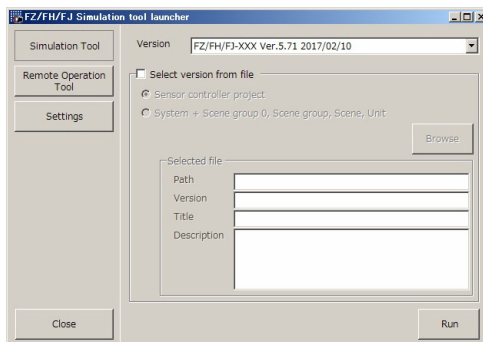 FZ/FH/FJ Simulation tool launcher
Simulation Tool
Remote Operation
Tool
Settings
Close
Version
FZ/FH/FJ-XXX Ver.5.71 2017/02/10
Select version from file
Sensor controller project
System + Scene group 0, Scene group, Scene, Unit
Browse
Selected file
Path
Version
Title
Description
Run